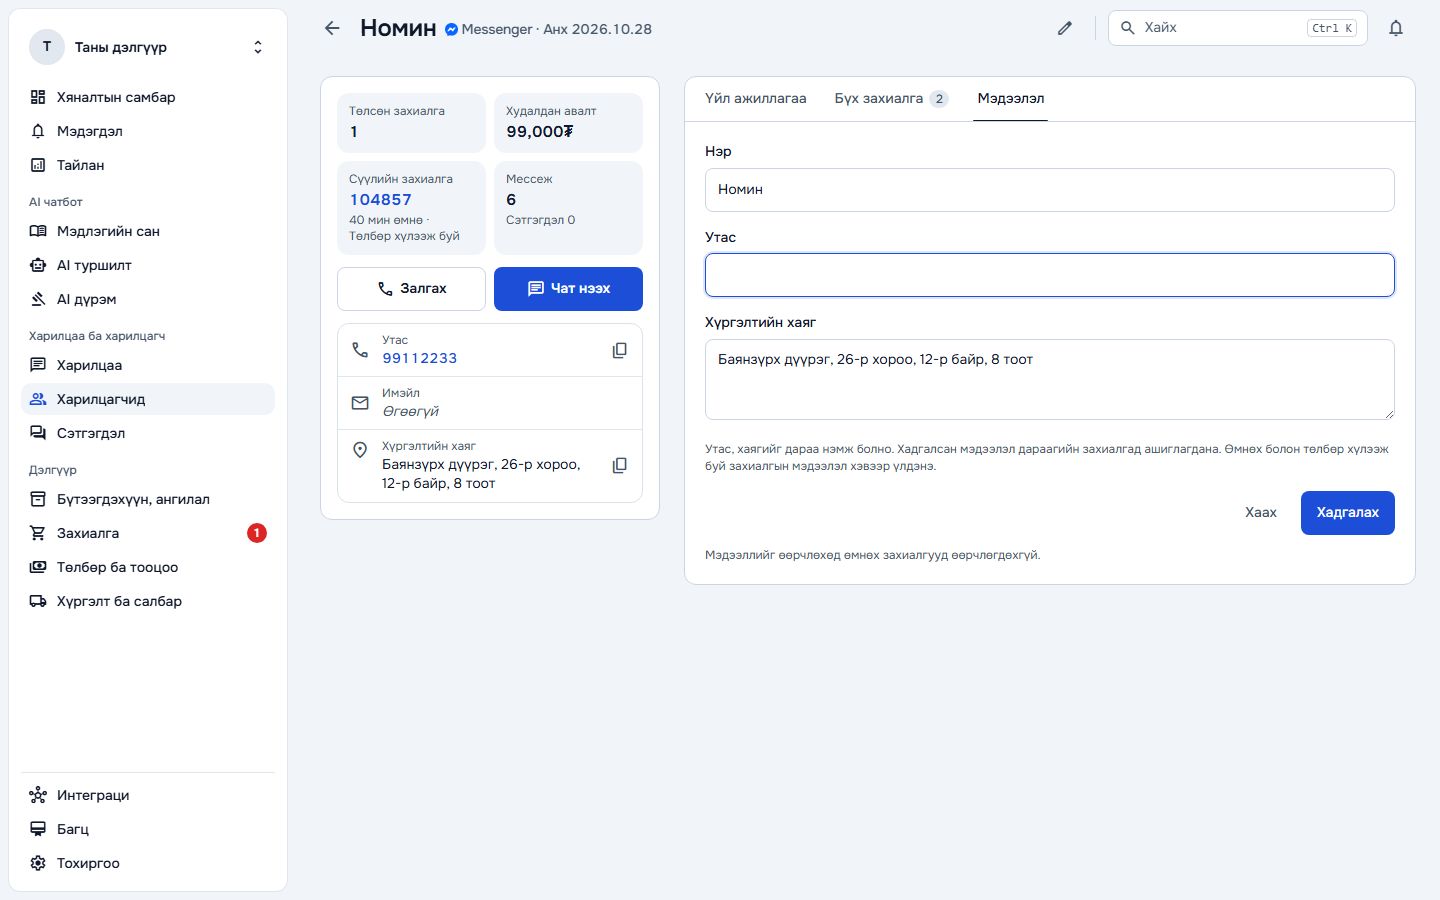 Т Таны дэлгүүр
Хяналтын самбар
Мэдэгдэл
Тайлан
AI чатбот
Мэдлэгийн сан
AI туршилт
AI дүрэм
Харилцаа ба харилцагч
Харилцаа
Харилцагчид
Сэтгэгдэл
Дэлгүүр
Бүтээгдэхүүн, ангилал
Захиалга 1
Төлбөр ба тооцоо
Хүргэлт ба салбар
Интеграци
Багц
Тохиргоо
Номин Messenger · Анх 2026.10.28
Хайх Ctrl K
Төлсөн захиалга
1
Худалдан авалт
99,000₮
Сүүлийн захиалга
104857
40 мин өмнө ·
Төлбөр хүлээж буй
Мессеж
6
Сэтгэгдэл 0
Залгах
Чат нээх
Утас
99112233
Имэйл
Өгөөгүй
Хүргэлтийн хаяг
Баянзүрх дүүрэг, 26-р хороо,
12-р байр, 8 тоот
Үйл ажиллагаа Бүх захиалга 2 Мэдээлэл
Нэр
Номин
Утас
Хүргэлтийн хаяг
Баянзүрх дүүрэг, 26-р хороо, 12-р байр, 8 тоот
Утас, хаягийг дараа нэмж болно. Хадгалсан мэдээлэл дараагийн захиалгад ашиглагдана. Өмнөх болон төлбөр хүлээж
буй захиалгын мэдээлэл хэвээр үлдэнэ.
Хаах Хадгалах
Мэдээллийг өөрчлөхөд өмнөх захиалгууд өөрчлөгдөхгүй.